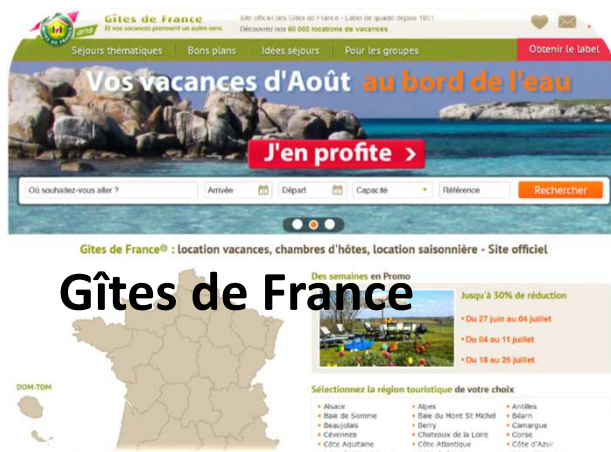 Gîtes de France
Et vos vacances prennent un autre sens
Site officiel des Gîtes de France - Label de qualité depuis 1951
Découvrez nos 60 000 locations de vacances
ans
Séjours thématiques
Bons plans
Idées séjours
Pour les groupes
Obtenir le label
Vos vacances d'Août au bord de l'eau
J'en profite >
Où souhaitez-vous aller ?
Arrivée
Départ
Capacité
Référence
Rechercher
Gîtes de France® : location vacances, chambres d'hôtes, location saisonnière - Site officiel
Gîtes de France
Des semaines en Promo
Jusqu'à 30% de réduction
• Du 27 juin au 04 juillet
• Du 04 au 11 juillet
• Du 18 au 25 juillet
DOM-TOM
Sélectionnez la région touristique de votre choix
• Alsace
• Baie de Somme
• Beaujolais
• Cévennes
• Côte Aquitaine
• Alpes
• Baie du Mont St Michel
• Berry
• Chateaux de la Loire
• Côte Atlantique
• Antilles
• Béarn
• Camargue
• Corse
• Côte d'Azur